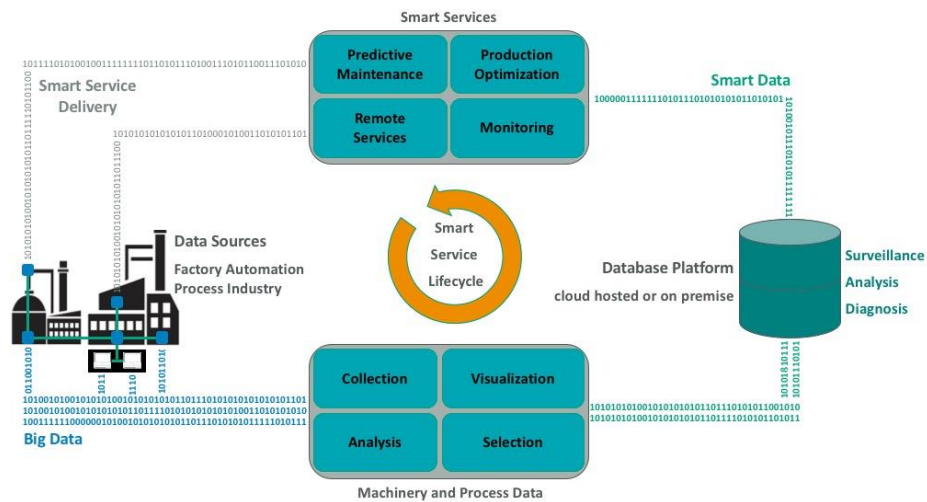 Smart Services
Predictive
Maintenance
Production
Optimization
Remote
Services
Monitoring
Smart Service
Delivery
Smart Data
Data Sources
Factory Automation
Process Industry
Smart
Service
Lifecycle
Database Platform
cloud hosted or on premise
Surveillance
Analysis
Diagnosis
Collection
Visualization
Analysis
Selection
Big Data
Machinery and Process Data